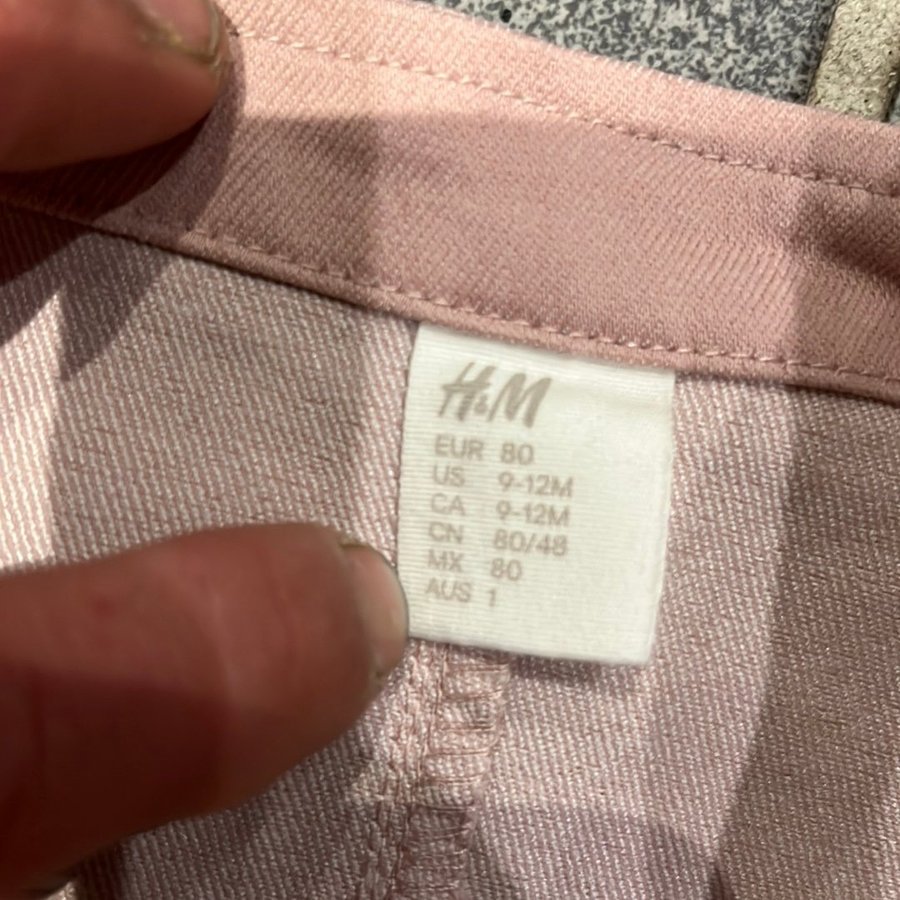 H&M
EUR 80
US 9-12M
CA 9-12M
CN 80/48
MX 80
AUS 1